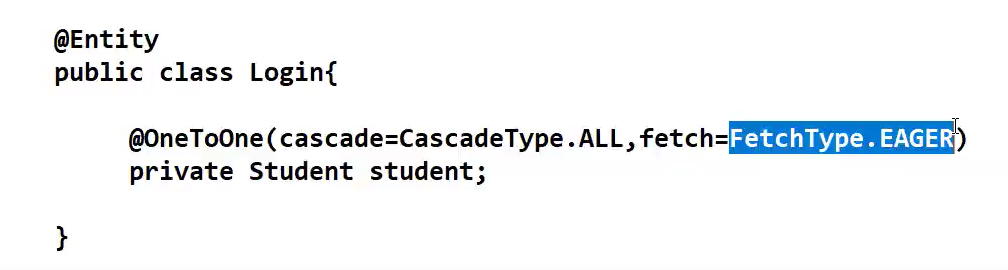 @Entity
public class Login{
@OneToOne(cascade=CascadeType.ALL,fetch=FetchType.EAGER)
private Student student;
}